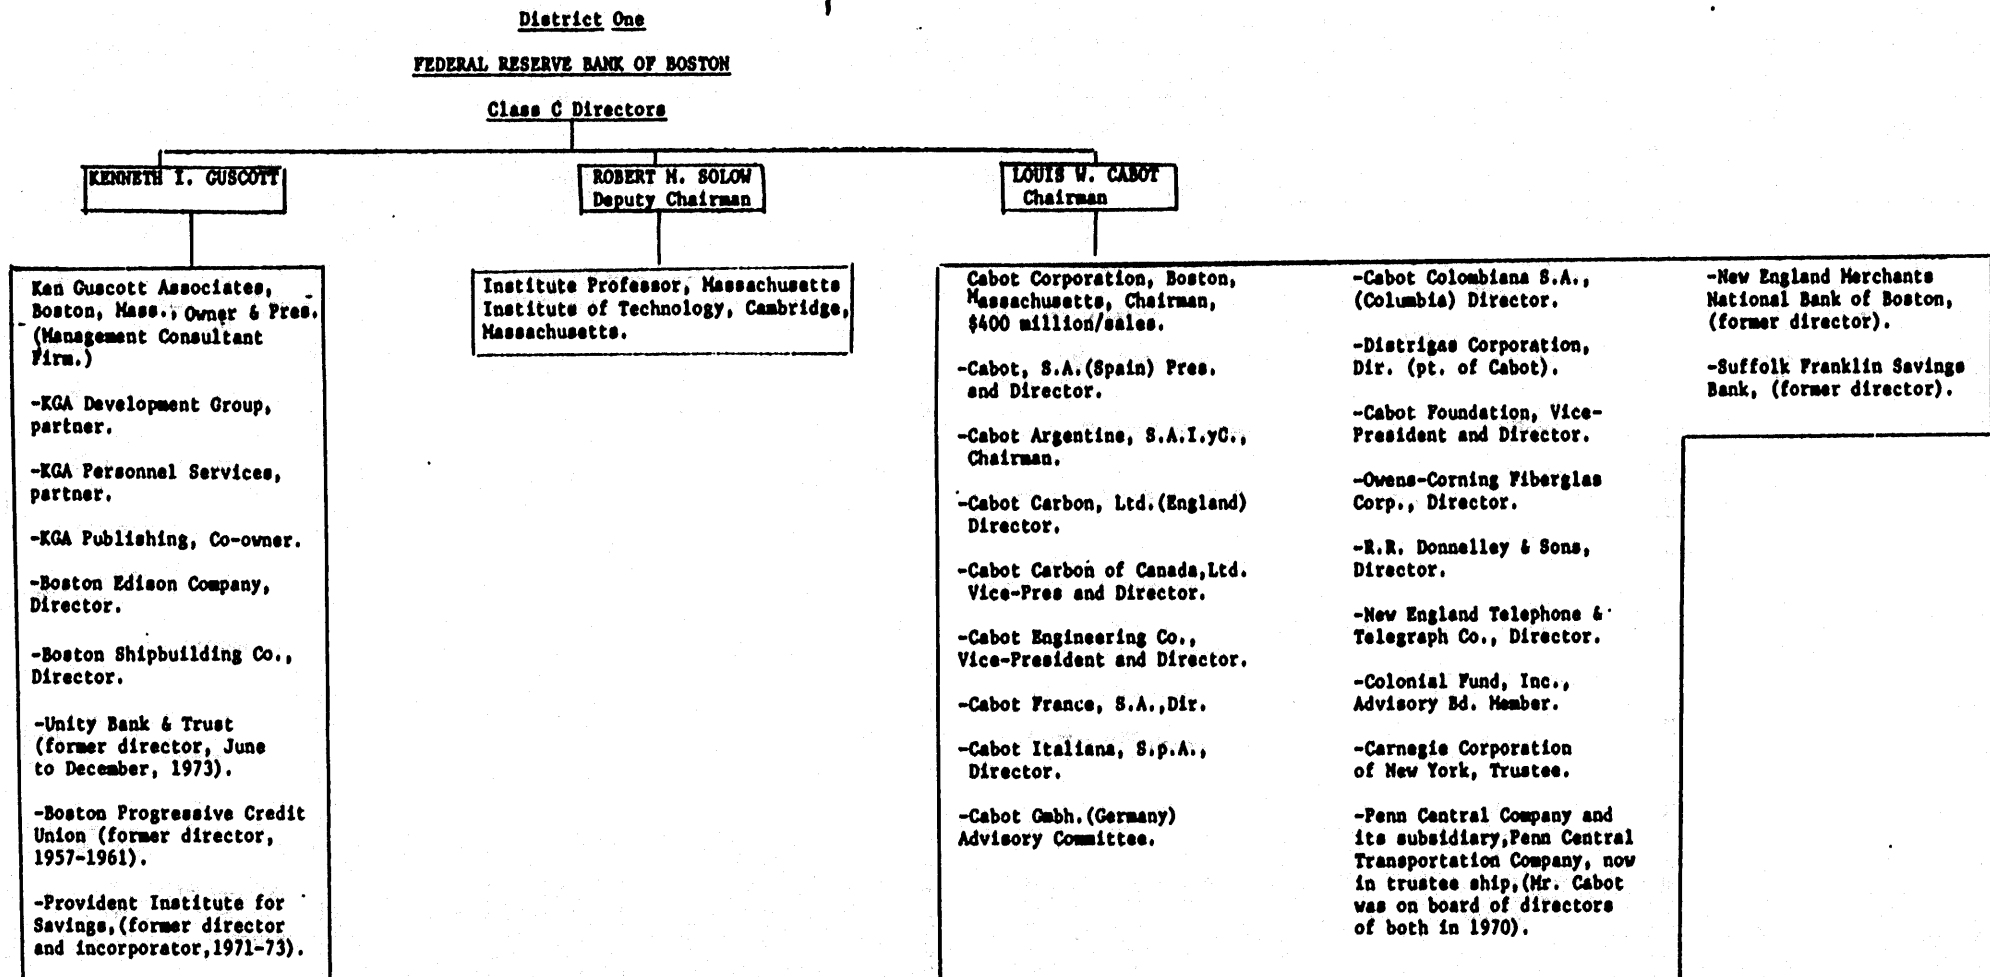 District One
FEDERAL RESERVE BANK OF BOSTON
Class C Directors
KENNETH I. GUSCOTT
ROBERT M. SOLOW
Deputy Chairman
LOUIS W. CABOT
Chairman
Ken Guscott Associates,
Boston, Mass., Owner & Pres.
(Management Consultant
Firm.)
-KGA Development Group,
partner.
-KGA Personnel Services,
partner.
-KGA Publishing, Co-owner.
-Boston Edison Company,
Director.
-Boston Shipbuilding Co.,
Director.
-Unity Bank & Trust
(former director, June
to December, 1973).
-Boston Progressive Credit
Union (former director,
1957-1961).
-Provident Institute for
Savings,(former director
and incorporator,1971-73).
Institute Professor, Massachusetts
Institute of Technology, Cambridge,
Massachusetts.
Cabot Corporation, Boston,
Massachusetts, Chairman,
$400 million/sales.
-Cabot, S.A.(Spain) Pres.
and Director.
-Cabot Argentine, S.A.I.yC.,
Chairman.
-Cabot Carbon, Ltd.(England)
Director.
-Cabot Carbon of Canada,Ltd.
Vice-Pres and Director.
-Cabot Engineering Co.,
Vice-President and Director.
-Cabot France, S.A.,Dir.
-Cabot Italiana, S.p.A.,
Director.
-Cabot Gmbh.(Germany)
Advisory Committee.
-Cabot Colombiana S.A.,
(Columbia) Director.
-Distrigas Corporation,
Dir. (pt. of Cabot).
-Cabot Foundation, Vice-
President and Director.
-Owens-Corning Fiberglas
Corp., Director.
-R.R. Donnelley & Sons,
Director.
-New England Telephone &
Telegraph Co., Director.
-Colonial Fund, Inc.,
Advisory Bd. Member.
-Carnegie Corporation
of New York, Trustee.
-Penn Central Company and
its subsidiary,Penn Central
Transportation Company, now
in trustee ship,(Mr. Cabot
was on board of directors
of both in 1970).
-New England Merchants
National Bank of Boston,
(former director).
-Suffolk Franklin Savings
Bank, (former director).